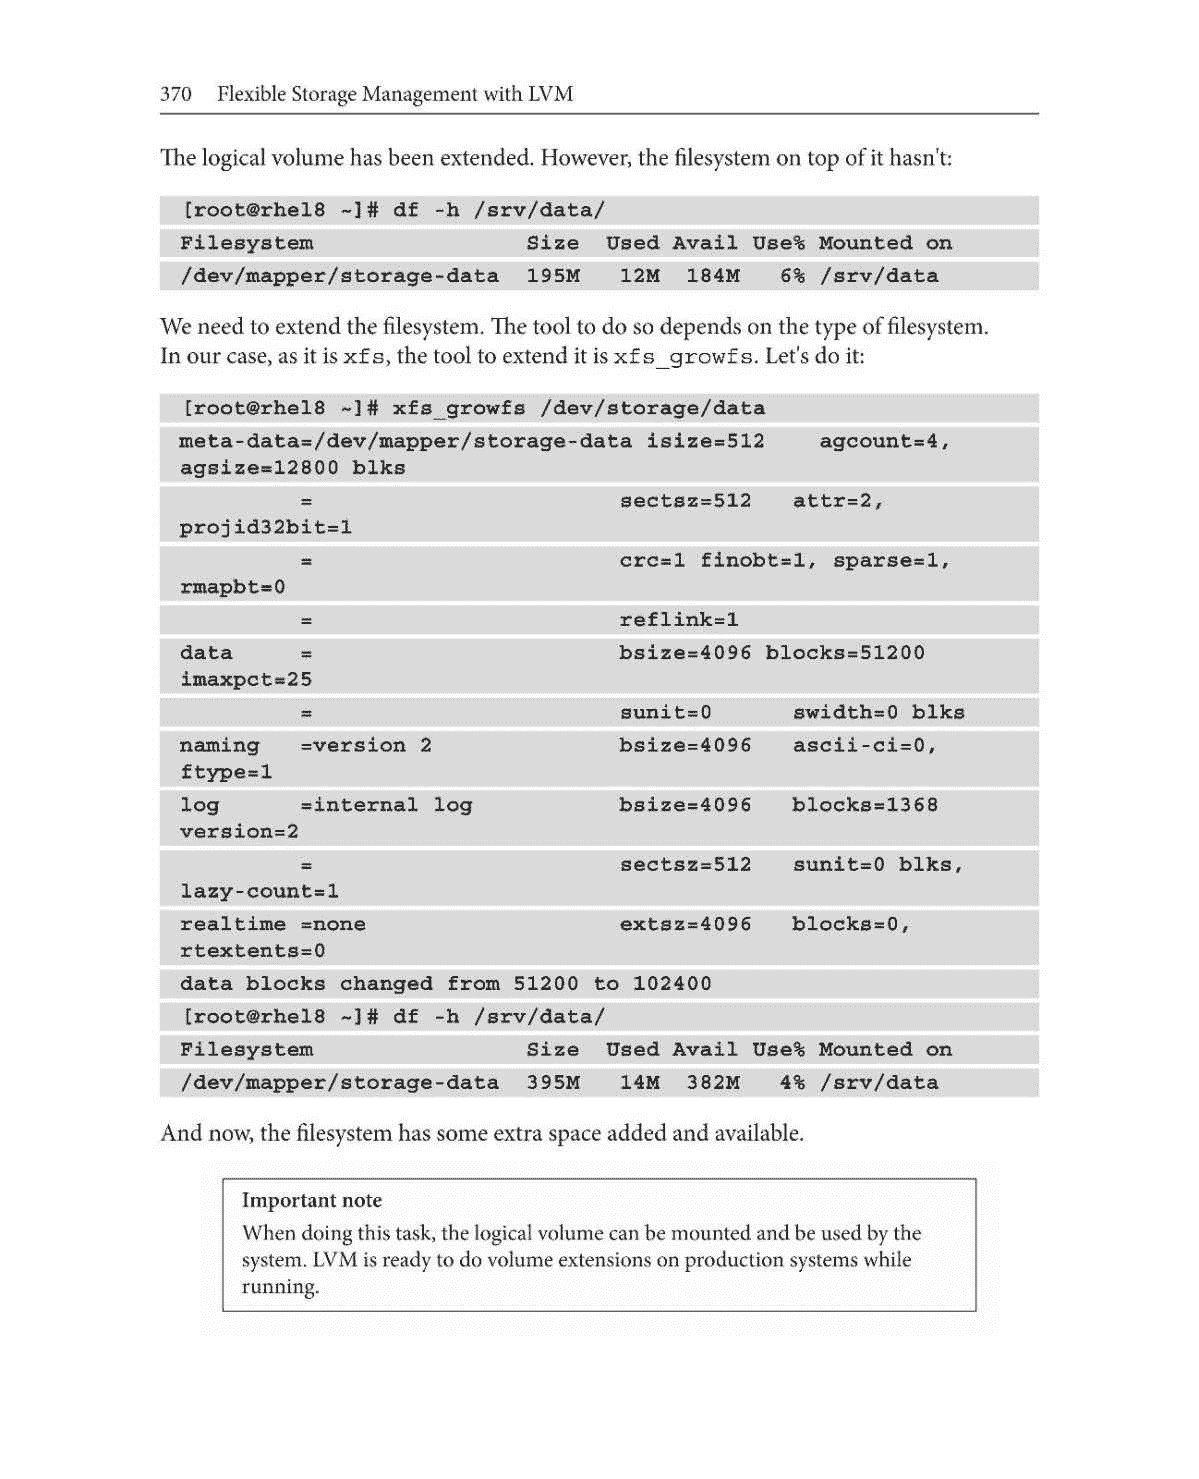 370 Flexible Storage Management with LVM
The logical volume has been extended. However, the filesystem on top of it hasn't:
[root@rhel8 ~]# df -h /srv/data/
Filesystem Size Used Avail Use% Mounted on
/dev/mapper/storage-data 195M 12M 184M 6% /srv/data
We need to extend the filesystem. The tool to do so depends on the type of filesystem.
In our case, as it is xfs, the tool to extend it is xfs_growfs. Let's do it:
[root@rhel8 ~]# xfs_growfs /dev/storage/data
meta-data=/dev/mapper/storage-data isize=512 agcount=4,
agsize=12800 blks
= sectsz=512 attr=2,
projid32bit=1
= crc=1 finobt=1, sparse=1,
rmapbt=0
= reflink=1
data = bsize=4096 blocks=51200
imaxpct=25
= sunit=0 swidth=0 blks
naming =version 2 bsize=4096 ascii-ci=0,
ftype=1
log =internal log bsize=4096 blocks=1368
version=2
= sectsz=512 sunit=0 blks,
lazy-count=1
realtime =none extsz=4096 blocks=0,
rtextents=0
data blocks changed from 51200 to 102400
[root@rhel8 ~]# df -h /srv/data/
Filesystem Size Used Avail Use% Mounted on
/dev/mapper/storage-data 395M 14M 382M 4% /srv/data
And now, the filesystem has some extra space added and available.
Important note
When doing this task, the logical volume can be mounted and be used by the
system. LVM is ready to do volume extensions on production systems while
running.